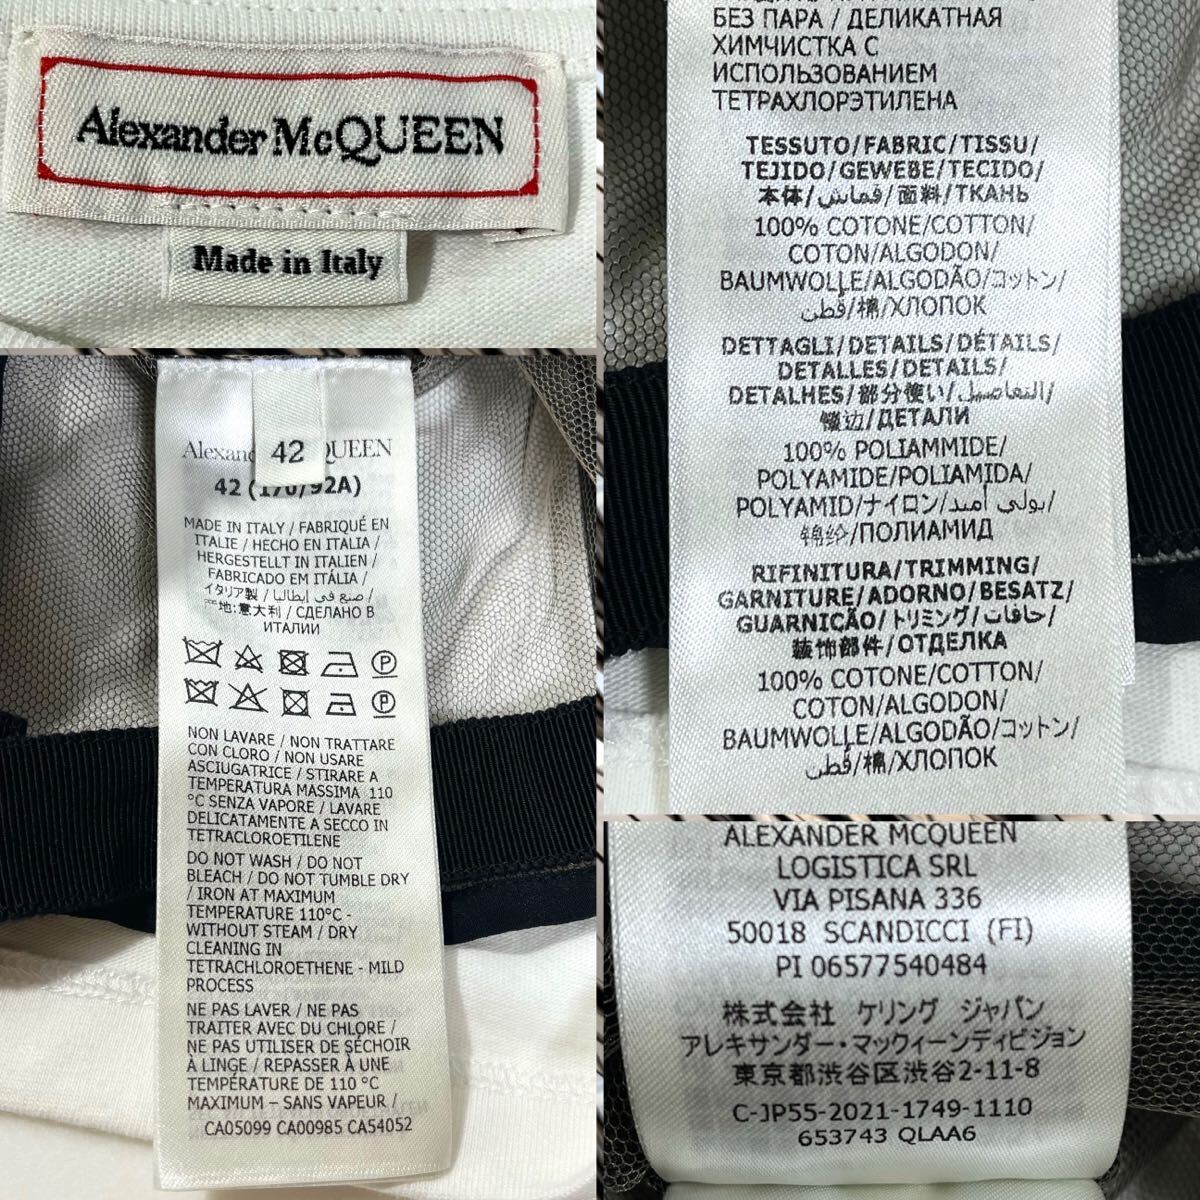 Alexander McQUEEN
Made in Italy
42
QUEEN
MADE IN ITALY / FABRIQUÉ EN
ITALIE / HECHO EN ITALIA /
HERGESTELLT IN ITALIEN /
FABRICADO EM ITÁLIA /
イタリア製 / صنع في إيطاليا /
产地:意大利 / СДЕЛАНО В
ИТАЛИИ
P
P
NON LAVARE / NON TRATTARE
CON CLORO / NON USARE
ASCIUGATRICE / STIRARE A
TEMPERATURA MASSIMA 110
°C SENZA VAPORE / LAVARE
DELICATAMENTE A SECCO IN
TETRACLOROETILENE
DO NOT WASH / DO NOT
BLEACH / DO NOT TUMBLE DRY
/ IRON AT MAXIMUM
TEMPERATURE 110°C -
WITHOUT STEAM / DRY
CLEANING IN
TETRACHLOROETHENE - MILD
PROCESS
NE PAS LAVER / NE PAS
TRAITER AVEC DU CHLORE /
NE PAS UTILISER DE SÉCHOIR
À LINGE / REPASSER À UNE
TEMPÉRATURE DE 110 °C
MAXIMUM – SANS VAPEUR /
CA05099 CA00985 CA54052
БЕЗ ПАРА / ДЕЛИКАТНАЯ
ХИМЧИСТКА С
ИСПОЛЬЗОВАНИЕМ
ТЕТРАХЛОРЭТИЛЕНА
TESSUTO/FABRIC/TISSU/
TEJIDO/GEWEBE/TECIDO/
本体/قماش/面料/ТКАНЬ
100% COTONE/COTTON/
COTON/ALGODON/
BAUMWOLLE/ALGODÃO/コットン/
قطن/棉/ХЛОПОК
DETTAGLI/DETAILS/DÉTAILS/
DETALLES/DETAILS/
DETALHES/部分使い/التفاصيل/
镶边/ДЕТАЛИ
100% POLIAMMIDE/
POLYAMIDE/POLIAMIDA/
POLYAMID/ナイロン/بولي أميد/
锦纶/ПОЛИАМИД
RIFINITURA/TRIMMING/
GARNITURE/ADORNO/BESATZ/
GUARNICÃO/トリミング/حافات/
装饰部件/ОТДЕЛКА
100% COTONE/COTTON/
COTON/ALGODON/
BAUMWOLLE/ALGODÃO/コットン/
قطن/棉/ХЛОПОК
ALEXANDER MCQUEEN
LOGISTICA SRL
VIA PISANA 336
50018 SCANDICCI (FI)
PI 06577540484
株式会社 ケリング ジャパン
アレキサンダー・マックィーンディビジョン
東京都渋谷区渋谷2-11-8
C-JP55-2021-1749-1110
653743 QLAA6